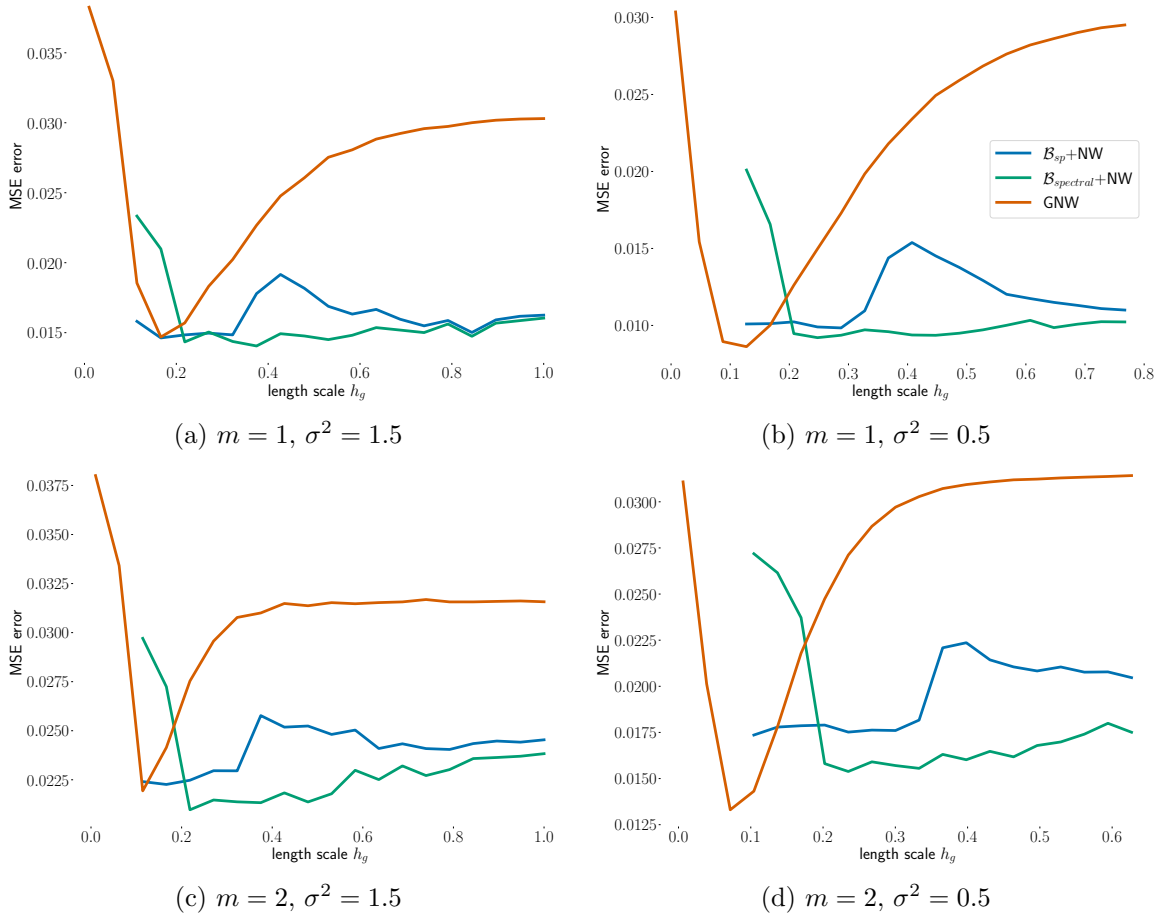 0.035
0.030
0.025
0.020
0.015
MSE error
0.0 0.2 0.4 0.6 0.8 1.0
length scale h_g
(a) m = 1, σ² = 1.5
0.030
0.025
0.020
0.015
0.010
MSE error
B_sp+NW
B_spectral+NW
GNW
0.0 0.1 0.2 0.3 0.4 0.5 0.6 0.7 0.8
length scale h_g
(b) m = 1, σ² = 0.5
0.0375
0.0350
0.0325
0.0300
0.0275
0.0250
0.0225
MSE error
0.0 0.2 0.4 0.6 0.8 1.0
length scale h_g
(c) m = 2, σ² = 1.5
0.0300
0.0275
0.0250
0.0225
0.0200
0.0175
0.0150
0.0125
MSE error
0.0 0.1 0.2 0.3 0.4 0.5 0.6
length scale h_g
(d) m = 2, σ² = 0.5